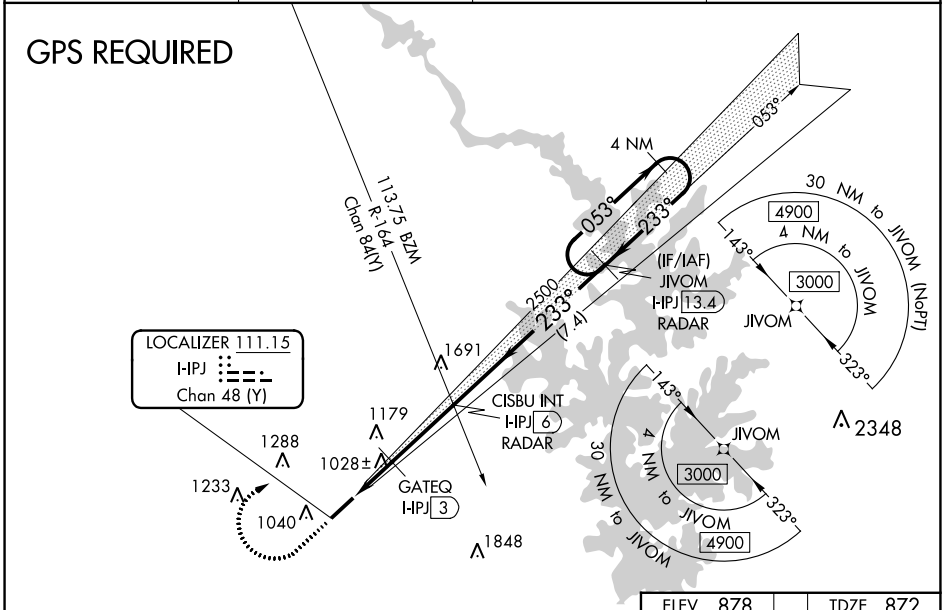 GPS REQUIRED
4 NM
053°
053°
233°
113.75 BZM
R-164
Chan 84(Y)
30 NM to JIVOM (NoPT)
4900
4 NM to JIVOM
143°
3000
JIVOM
323°
(IF/IAF)
JIVOM
I-IPJ 13.4
RADAR
2500
233°
(7.4)
LOCALIZER 111.15
I-IPJ
Chan 48 (Y)
1691
CISBU INT
I-IPJ 6
RADAR
1179
1288
1028±
1233
GATEQ
I-IPJ 3
1040
1848
2348
143°
JIVOM
4 NM to JIVOM
3000
323°
30 NM to JIVOM
4900
ELEV 878
TDZE 872